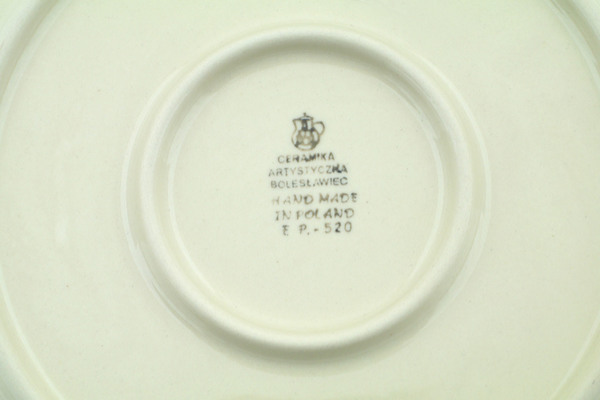 CERAMIKA
ARTYSTYCZNA
BOLESŁAWIEC
HAND MADE
IN POLAND
E P.-520